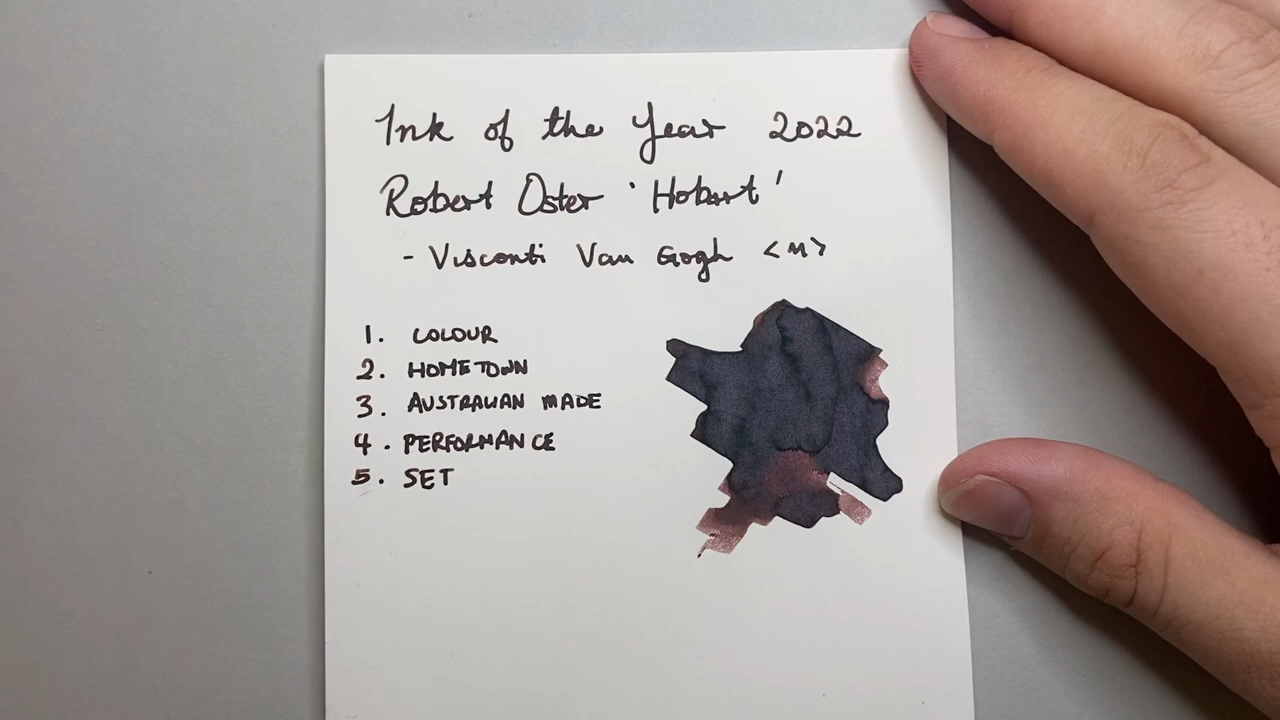 Ink of the Year 2022
Robert Oster 'Hobart'
- Visconti Van Gogh <M>
1. COLOUR
2. HOMETOWN
3. AUSTRALIAN MADE
4. PERFORMANCE
5. SET